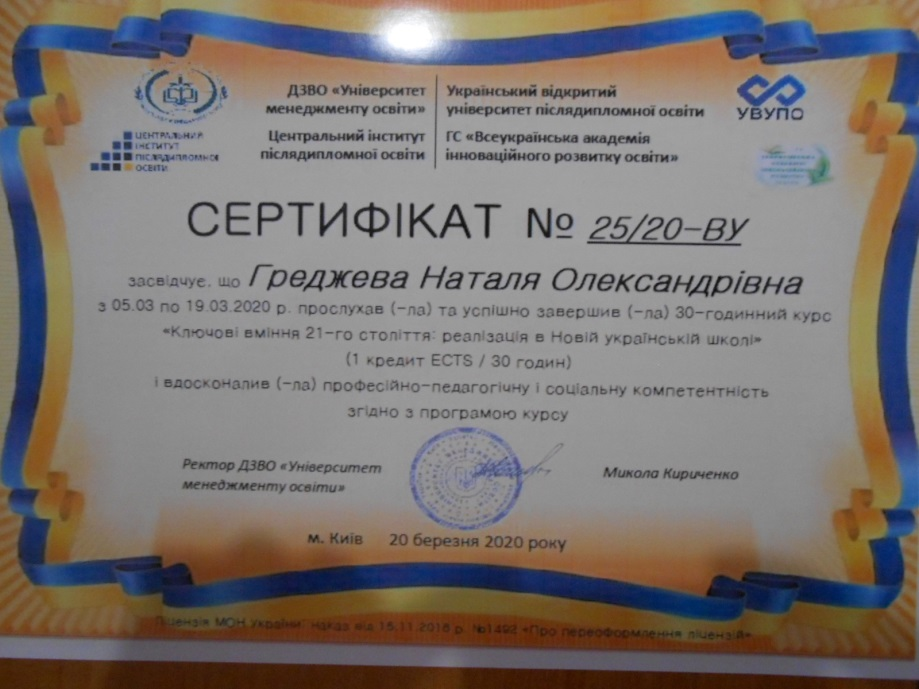 ЦЕНТРАЛЬНИЙ
ІНСТИТУТ
ПІСЛЯДИПЛОМНОЇ
ОСВІТИ
ДЗВО «Університет
менеджменту освіти»
Центральний інститут
післядипломної освіти
Український відкритий
університет післядипломної освіти
ГС «Всеукраїнська академія
інноваційного розвитку освіти»
УВУПО
СЕРТИФІКАТ № 25/20-ВУ
засвідчує, що Греджева Наталя Олександрівна
з 05.03 по 19.03.2020 р. прослухав (-ла) та успішно завершив (-ла) 30-годинний курс
«Ключові вміння 21-го століття: реалізація в Новій українській школі»
(1 кредит ECTS / 30 годин)
і вдосконалив (-ла) професійно-педагогічну і соціальну компетентність
згідно з програмою курсу
Ректор ДЗВО «Університет
менеджменту освіти»
Микола Кириченко
м. Київ 20 березня 2020 року
Ліцензія МОН України: наказ від 15.11.2016 р. №1492 «Про переоформлення ліцензій»